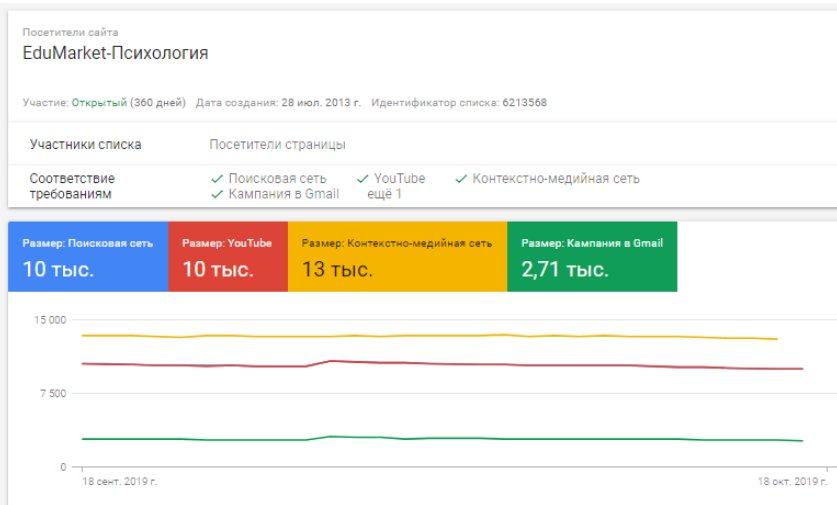 Посетители сайта
EduMarket-Психология
Участие: Открытый (360 дней) Дата создания: 28 июл. 2013 г. Идентификатор списка: 6213568
Участники списка Посетители страницы
Соответствие требованиям
Поисковая сеть YouTube Контекстно-медийная сеть
Кампания в Gmail ещё 1
Размер: Поисковая сеть
10 тыс.
Размер: YouTube
10 тыс.
Размер: Контекстно-медийная сеть
13 тыс.
Размер: Кампания в Gmail
2,71 тыс.
15 000
7 500
0
18 сент. 2019 г. 18 окт. 2019 г.